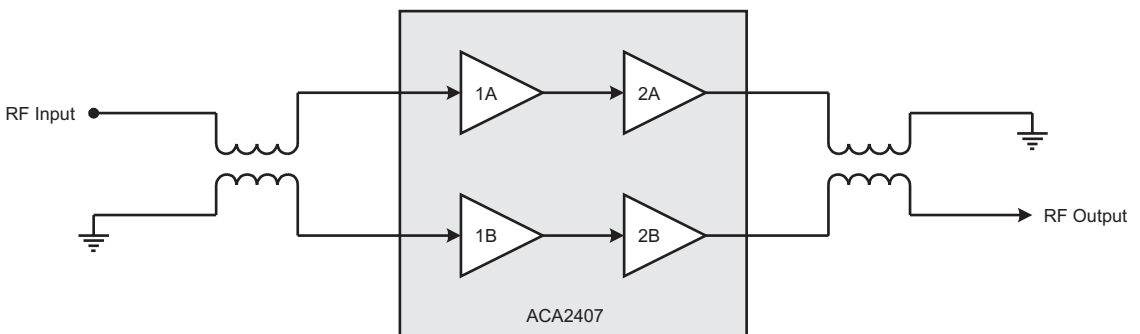 RF Input
1A
2A
1B
2B
RF Output
ACA2407